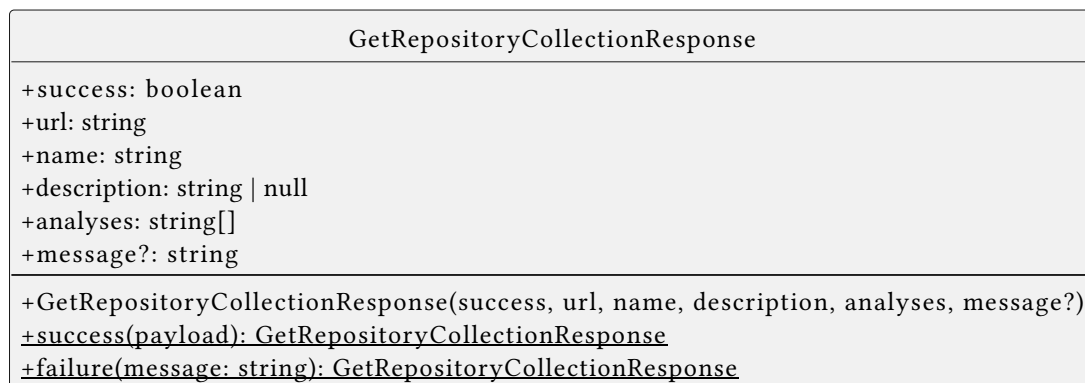 GetRepositoryCollectionResponse
+success: boolean
+url: string
+name: string
+description: string | null
+analyses: string[]
+message?: string
+GetRepositoryCollectionResponse(success, url, name, description, analyses, message?)
+success(payload): GetRepositoryCollectionResponse
+failure(message: string): GetRepositoryCollectionResponse